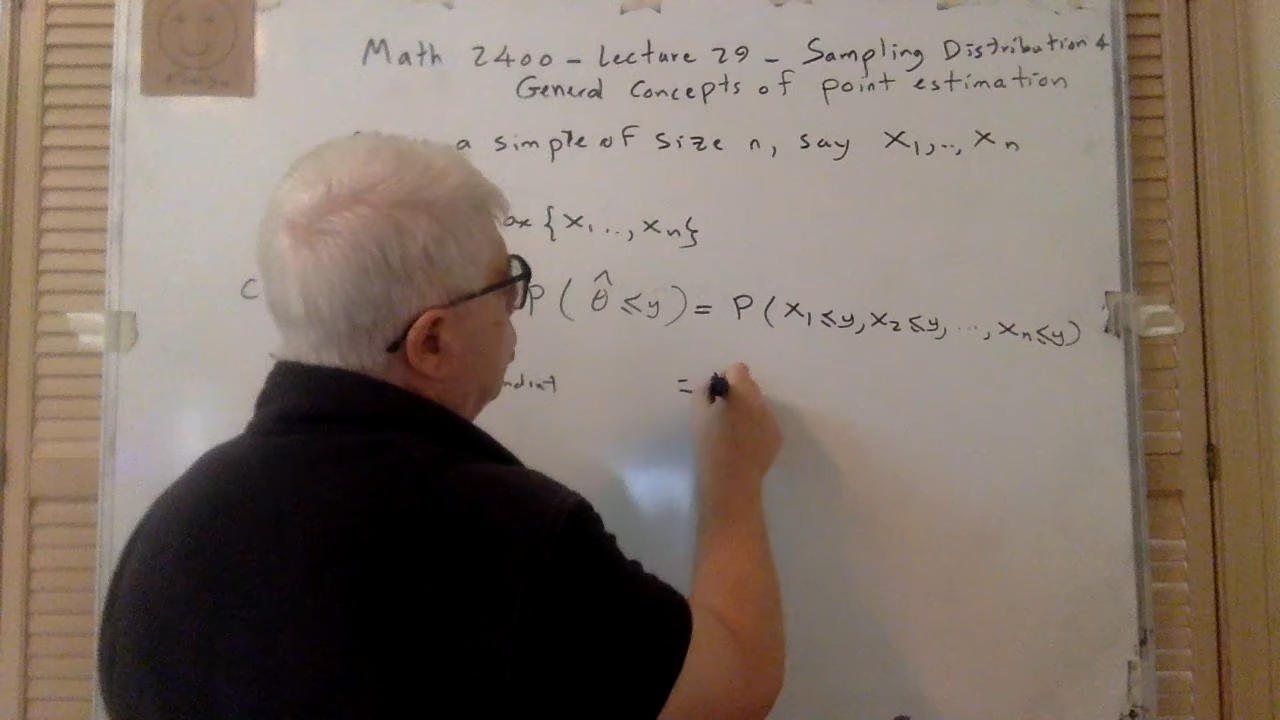 Math 2400 - Lecture 29 - Sampling Distribution &
General Concepts of point estimation
a simple of size n, say X₁,..,Xₙ
{X₁..,Xₙ}
P(θ̂ ≤ y) = P(X₁≤y, X₂≤y, ..., Xₙ≤y)
=